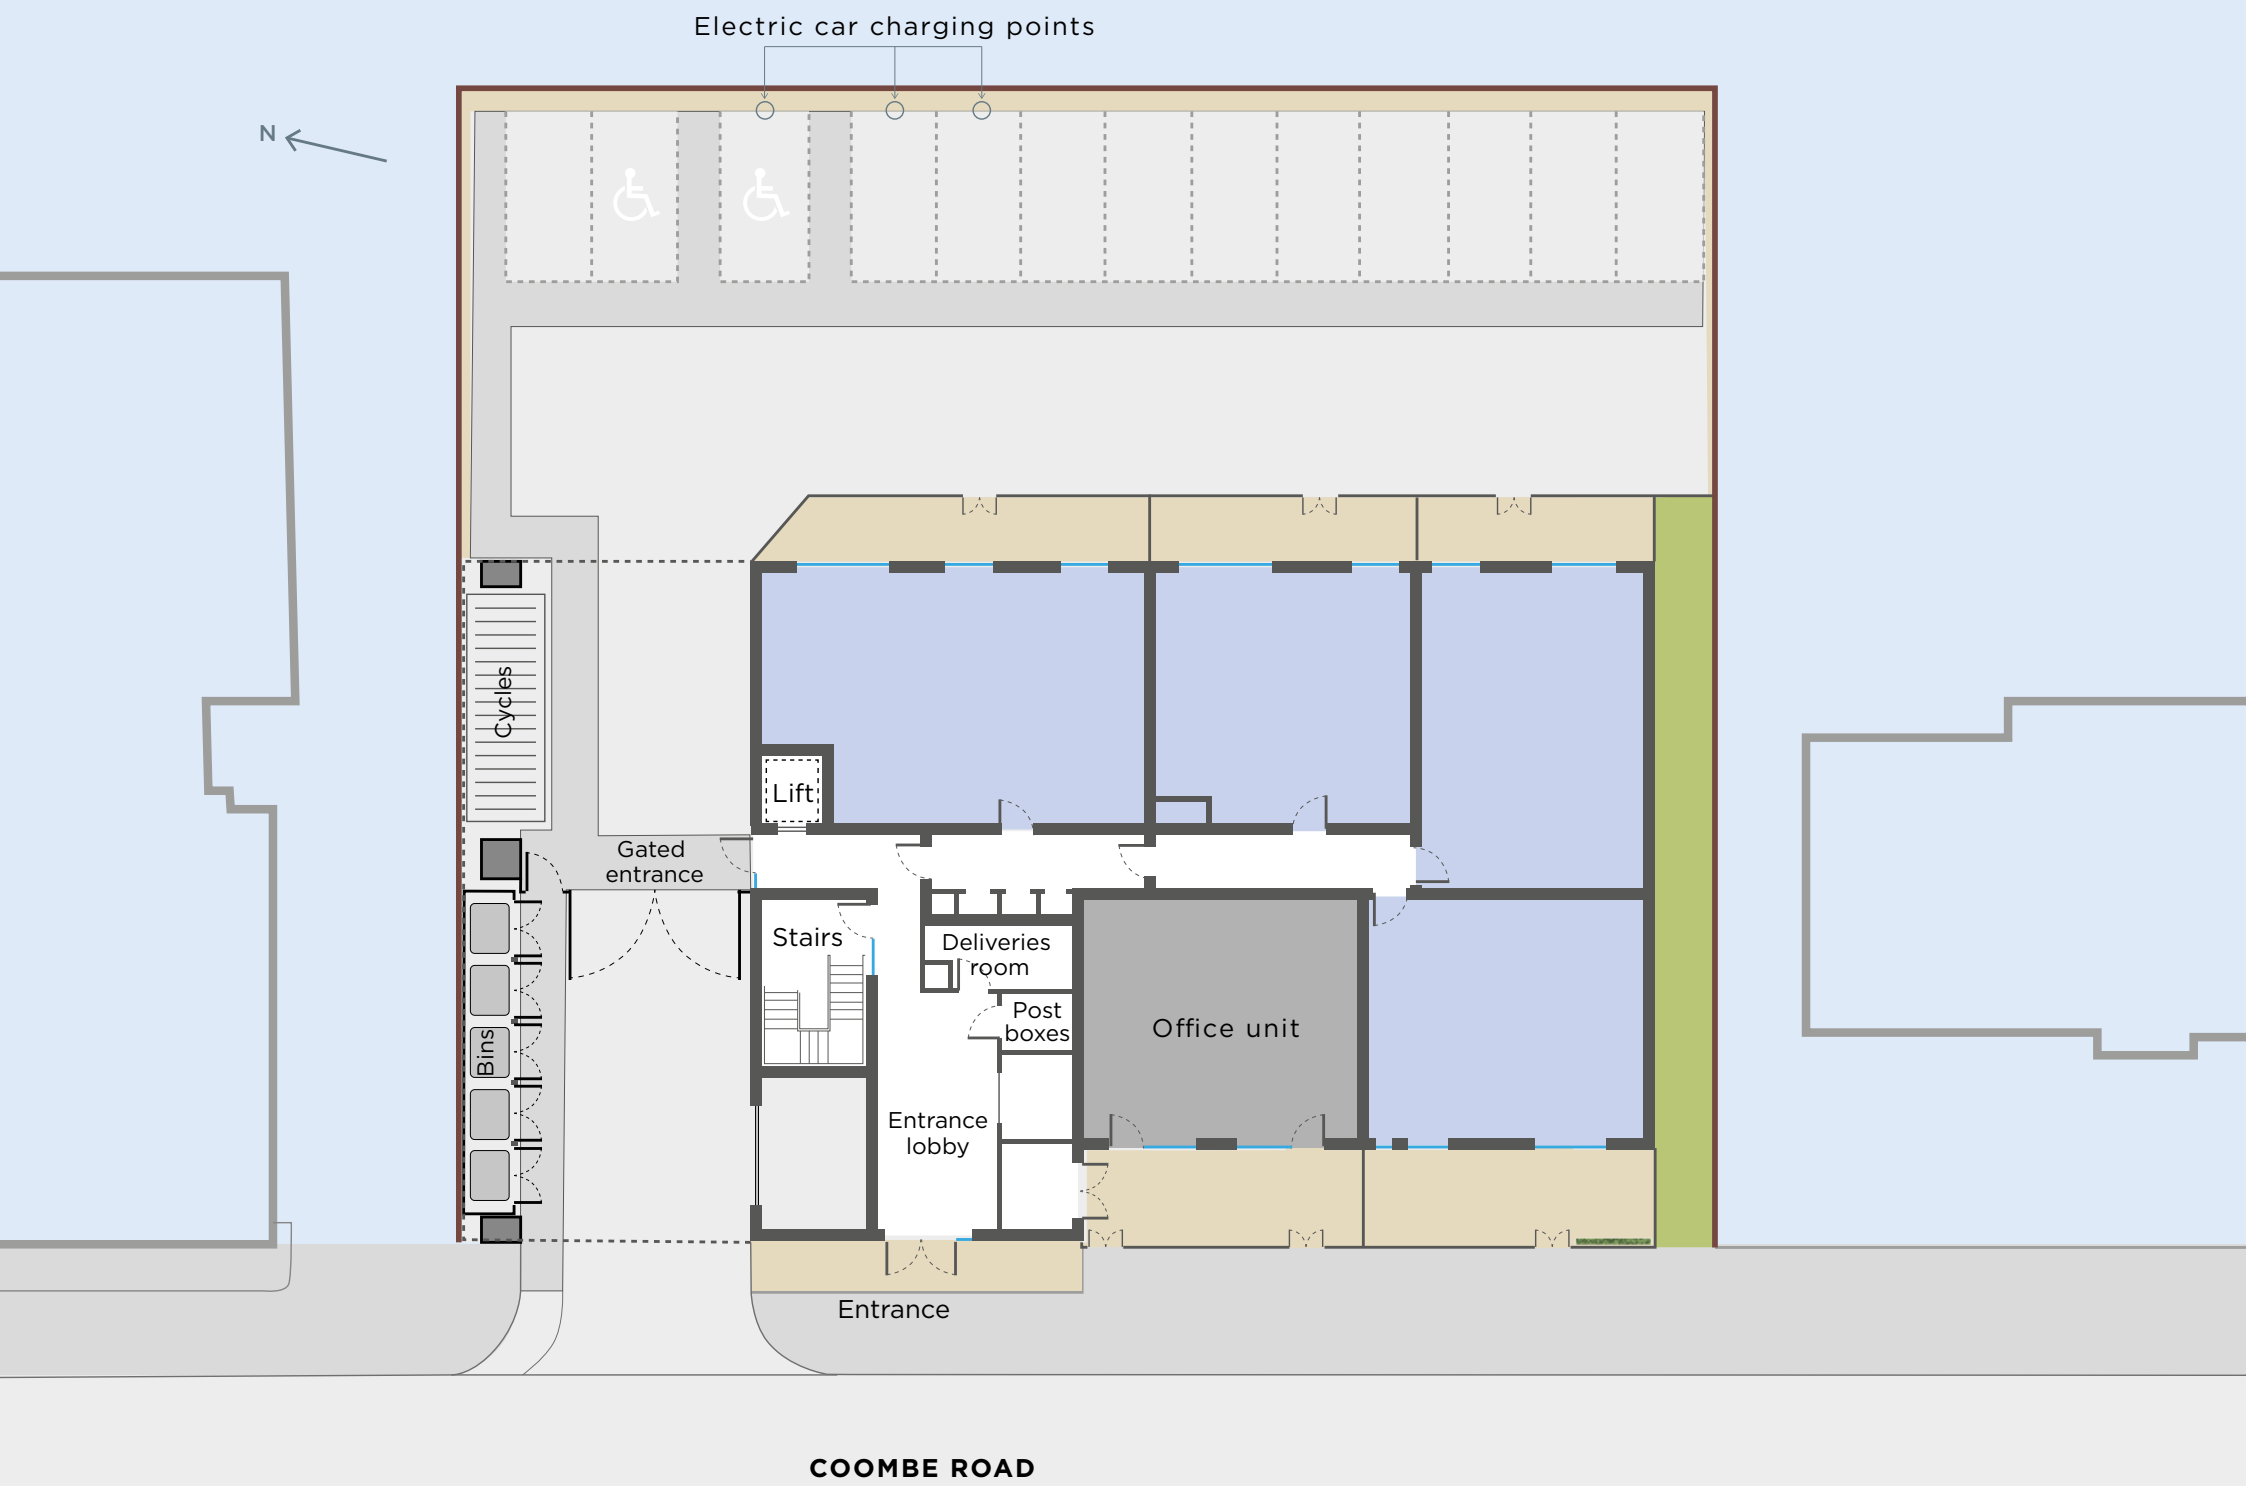 Electric car charging points
N
Cycles
Lift
Gated
entrance
Stairs
Deliveries
room
Post
boxes
Office unit
Bins
Entrance
lobby
Entrance
COOMBE ROAD